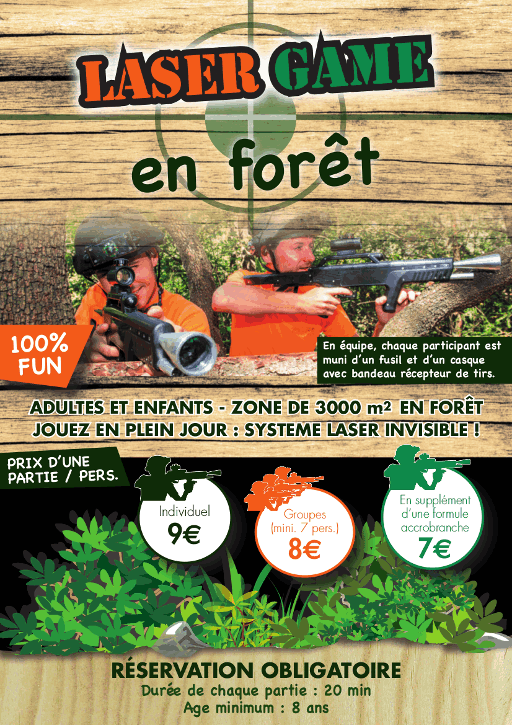 LASER GAME
en forêt
100%
FUN
En équipe, chaque participant est
muni d'un fusil et d'un casque
avec bandeau récepteur de tirs.
ADULTES ET ENFANTS - ZONE DE 3000 m² EN FORÊT
JOUEZ EN PLEIN JOUR : SYSTEME LASER INVISIBLE !
PRIX D'UNE
PARTIE / PERS.
Individuel
9€
Groupes
(mini. 7 pers.)
8€
En supplément
d'une formule
accrobranche
7€
RÉSERVATION OBLIGATOIRE
Durée de chaque partie : 20 min
Age minimum : 8 ans